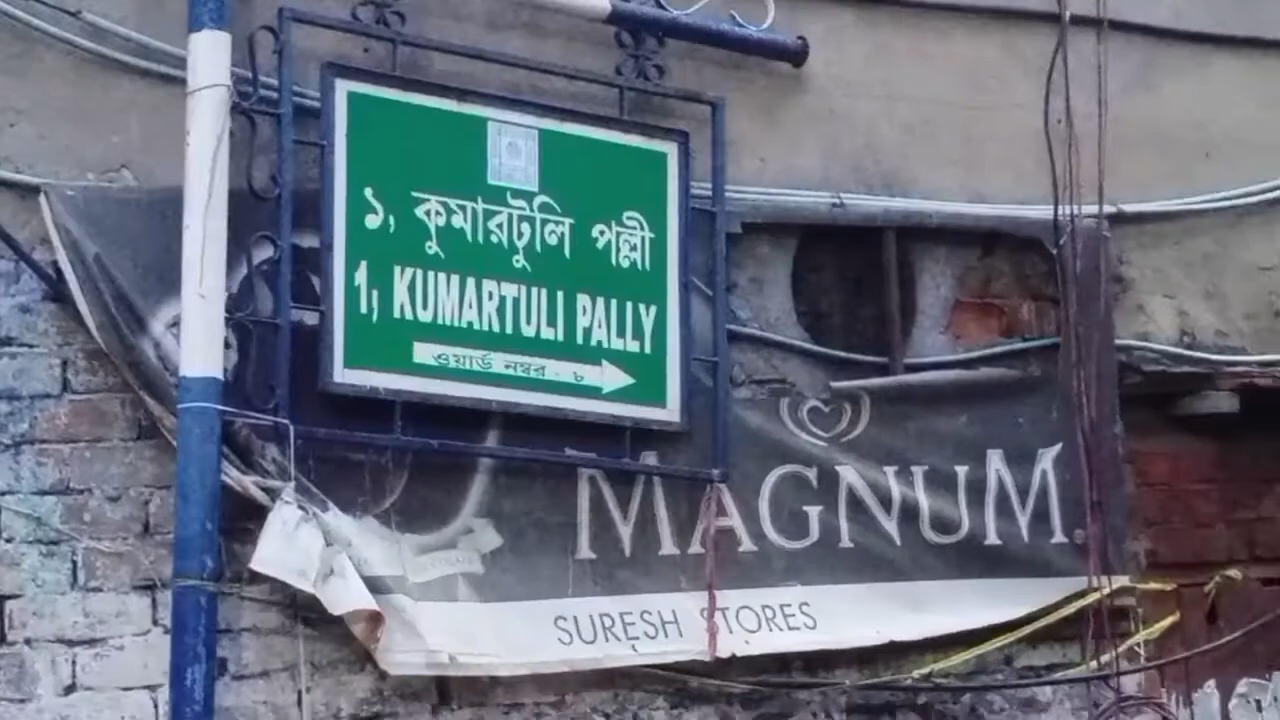 ১, কুমারটুলি পল্লী
1, KUMARTULI PALLY
ওয়ার্ড নম্বর - ৮
MAGNUM
SURESH STORES